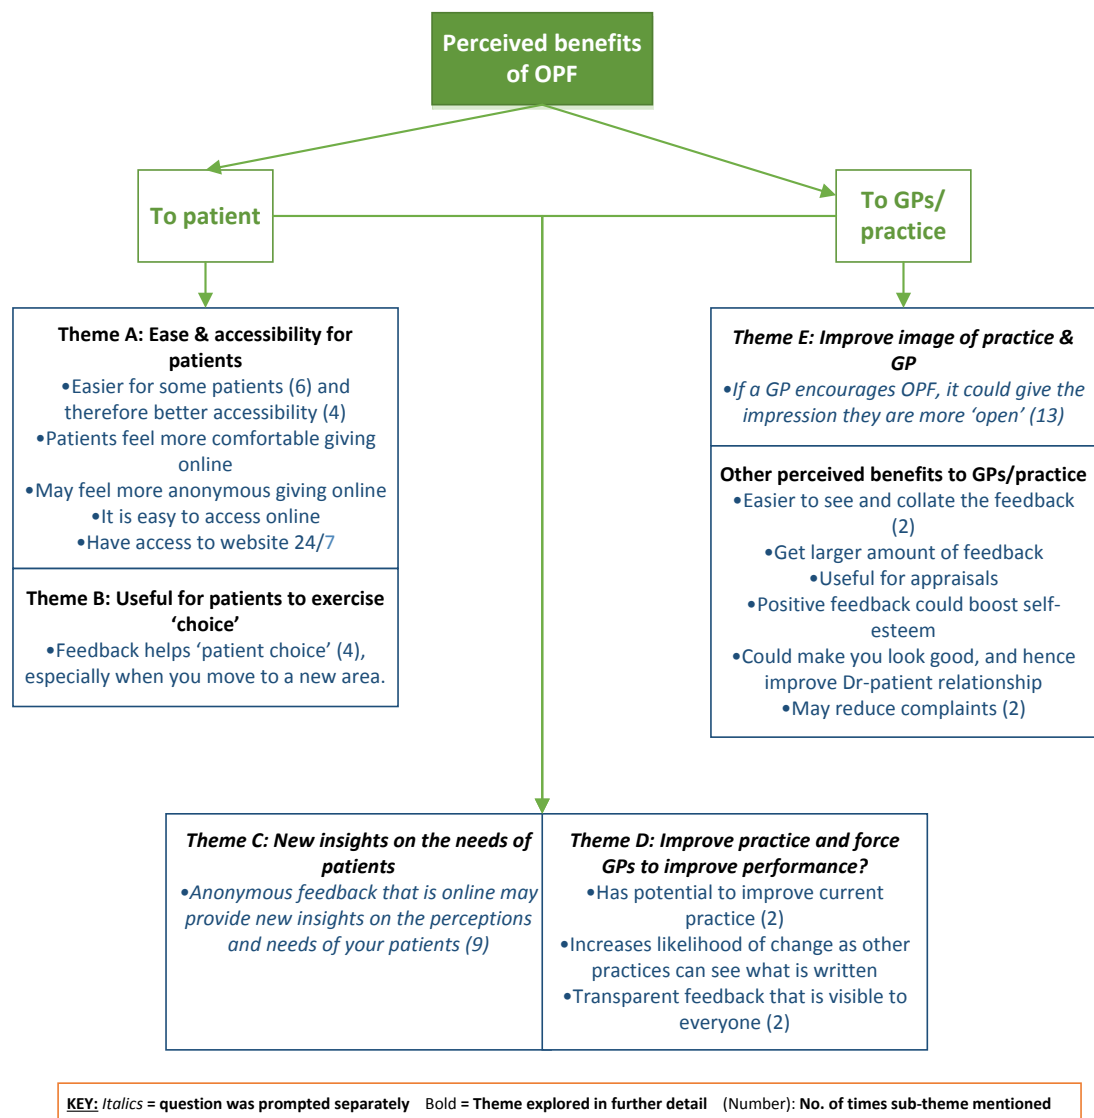 Perceived benefits
of OPF
To patient
To GPs/
practice
Theme A: Ease & accessibility for
patients
•Easier for some patients (6) and
therefore better accessibility (4)
•Patients feel more comfortable giving
online
•May feel more anonymous giving online
•It is easy to access online
•Have access to website 24/7
Theme B: Useful for patients to exercise
‘choice’
•Feedback helps ‘patient choice’ (4),
especially when you move to a new area.
Theme E: Improve image of practice &
GP
•If a GP encourages OPF, it could give the
impression they are more ‘open’ (13)
Other perceived benefits to GPs/practice
•Easier to see and collate the feedback
(2)
•Get larger amount of feedback
•Useful for appraisals
•Positive feedback could boost self-
esteem
•Could make you look good, and hence
improve Dr-patient relationship
•May reduce complaints (2)
Theme C: New insights on the needs of
patients
•Anonymous feedback that is online may
provide new insights on the perceptions
and needs of your patients (9)
Theme D: Improve practice and force
GPs to improve performance?
•Has potential to improve current
practice (2)
•Increases likelihood of change as other
practices can see what is written
•Transparent feedback that is visible to
everyone (2)
KEY: Italics = question was prompted separately Bold = Theme explored in further detail (Number): No. of times sub-theme mentioned